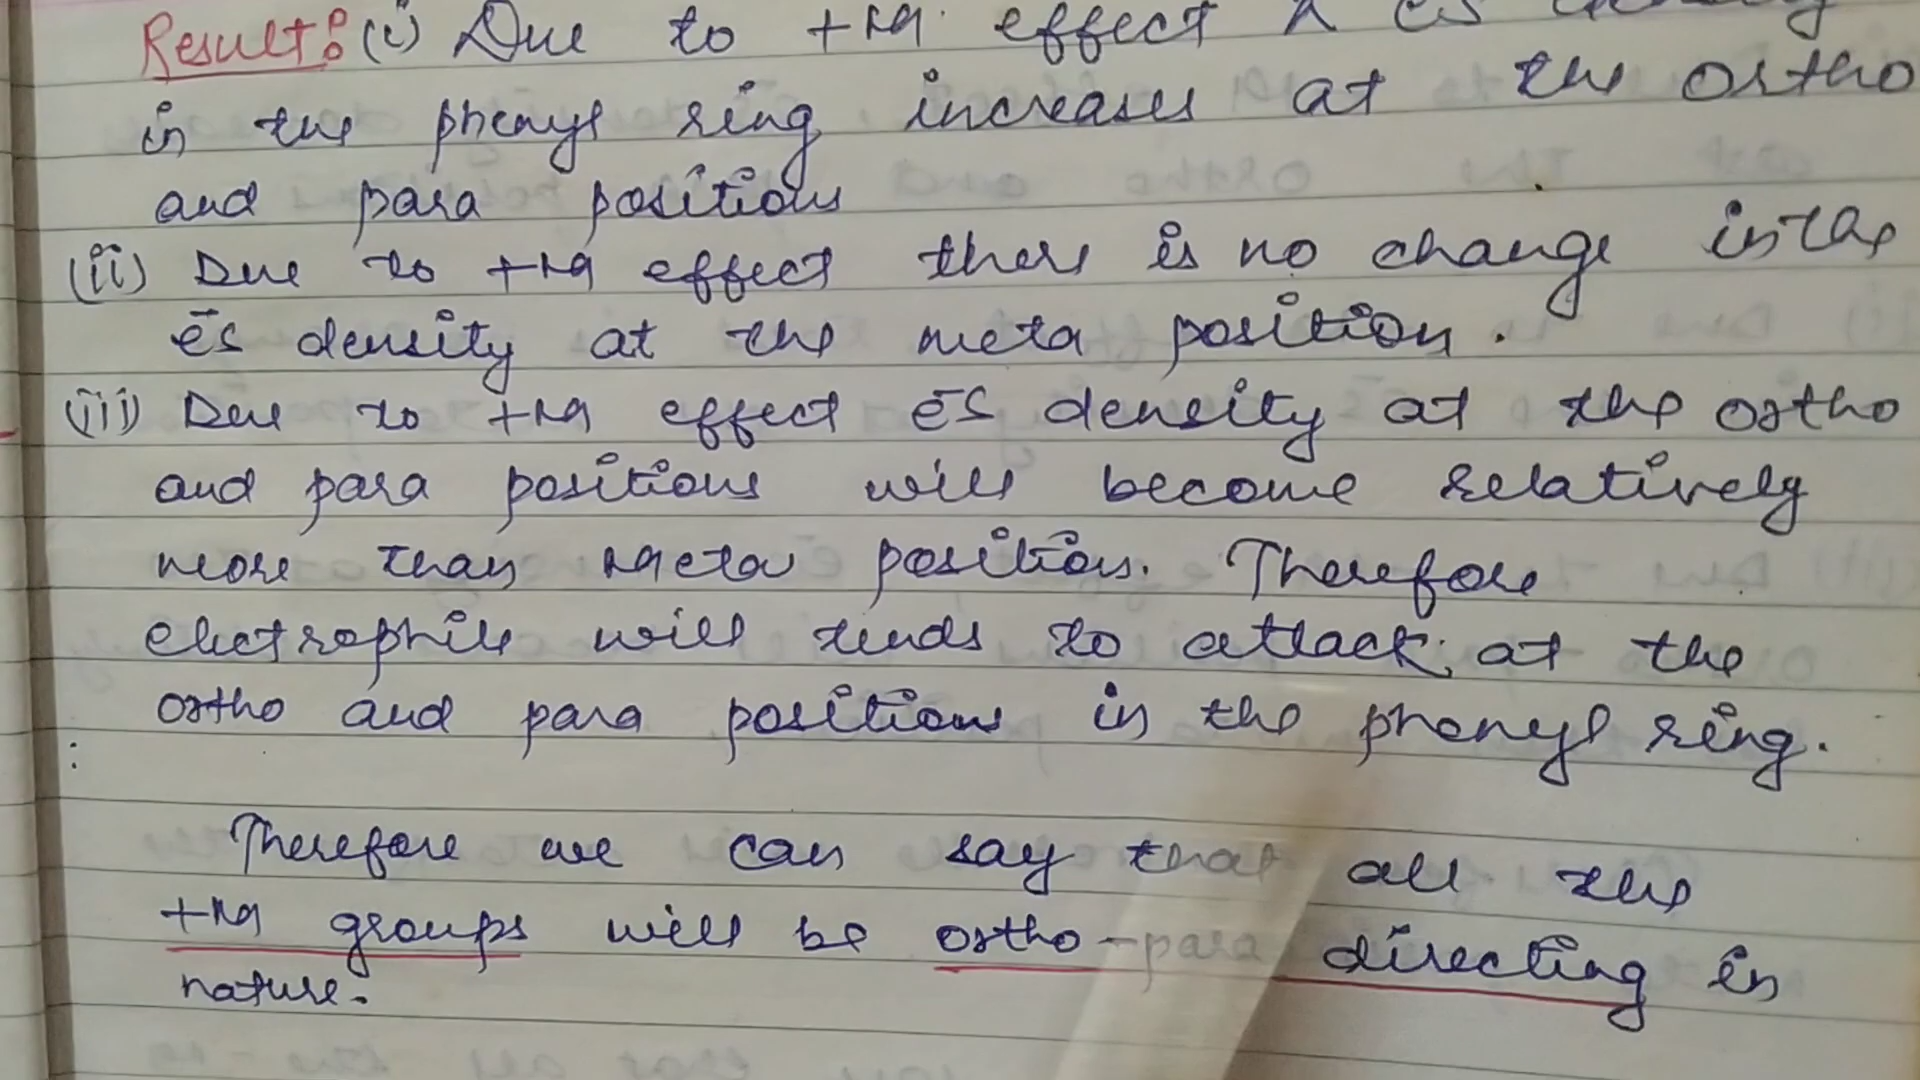 Result: (i) Due to +M effect ēs density
in the phenyl ring increases at the ortho
and para positions
(ii) Due to +M effect there is no change in the
ēs density at the meta position.
(iii) Due to +M effect ēs density at the ortho
and para positions will become relatively
more than Meta position. Therefore
electrophile will tends to attack at the
ortho and para positions in the phenyl ring.
Therefore we can say that all the
+M groups will be ortho-para directing in
nature.